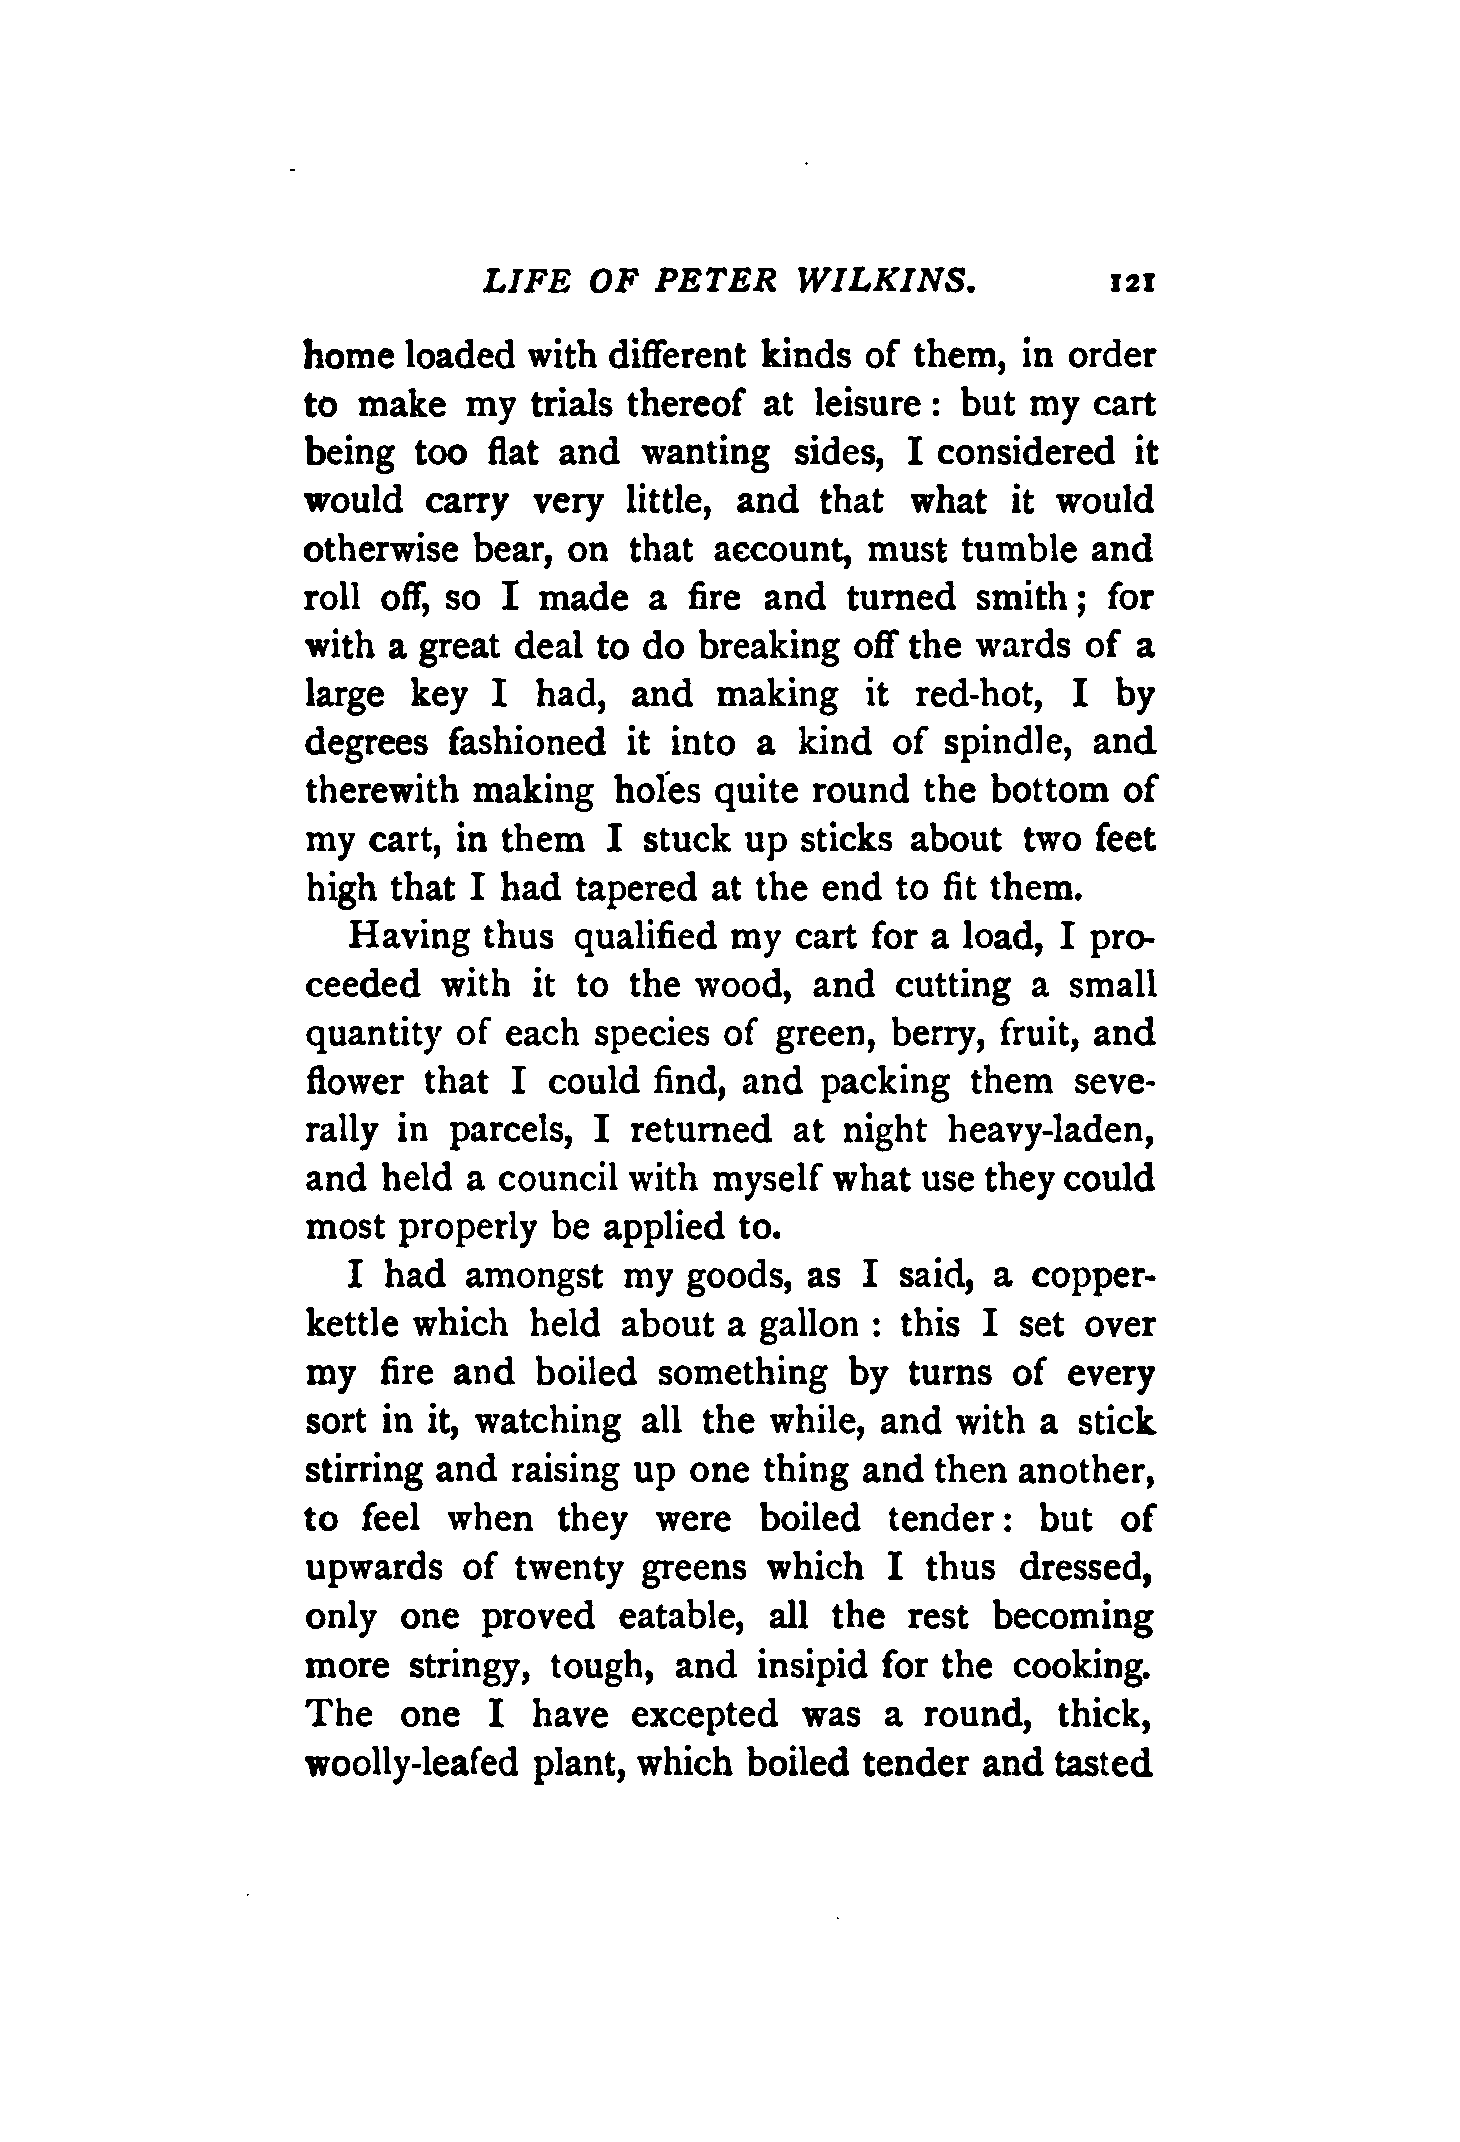 LIFE OF PETER WILKINS. 121
home loaded with different kinds of them, in order
to make my trials thereof at leisure : but my cart
being too flat and wanting sides, I considered it
would carry very little, and that what it would
otherwise bear, on that account, must tumble and
roll off, so I made a fire and turned smith ; for
with a great deal to do breaking off the wards of a
large key I had, and making it red-hot, I by
degrees fashioned it into a kind of spindle, and
therewith making holes quite round the bottom of
my cart, in them I stuck up sticks about two feet
high that I had tapered at the end to fit them.
Having thus qualified my cart for a load, I pro-
ceeded with it to the wood, and cutting a small
quantity of each species of green, berry, fruit, and
flower that I could find, and packing them seve-
rally in parcels, I returned at night heavy-laden,
and held a council with myself what use they could
most properly be applied to.
I had amongst my goods, as I said, a copper-
kettle which held about a gallon : this I set over
my fire and boiled something by turns of every
sort in it, watching all the while, and with a stick
stirring and raising up one thing and then another,
to feel when they were boiled tender : but of
upwards of twenty greens which I thus dressed,
only one proved eatable, all the rest becoming
more stringy, tough, and insipid for the cooking.
The one I have excepted was a round, thick,
woolly-leafed plant, which boiled tender and tasted